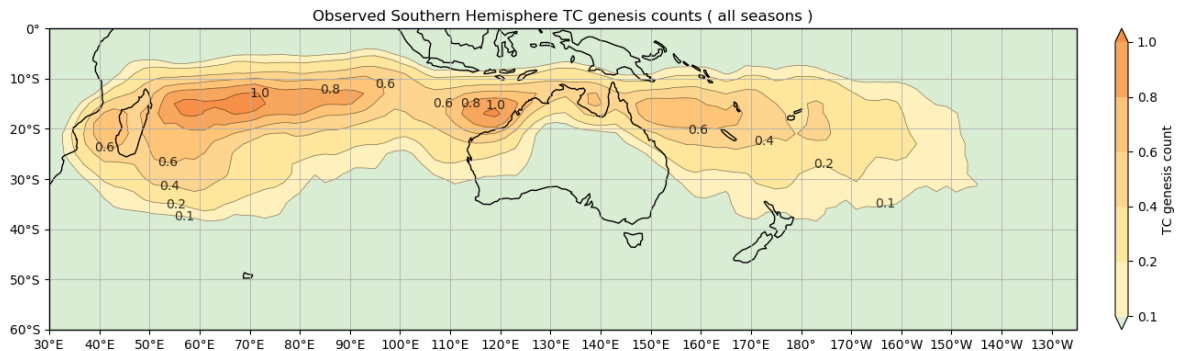 Observed Southern Hemisphere TC genesis counts ( all seasons )
0°
10°S
20°S
30°S
40°S
50°S
60°S
30°E 40°E 50°E 60°E 70°E 80°E 90°E 100°E 110°E 120°E 130°E 140°E 150°E 160°E 170°E 180° 170°W 160°W 150°W 140°W 130°W
1.0 0.8 0.6 0.6 0.8 1.0
0.6 0.6 0.4
0.6 0.2
0.4
0.2 0.1
0.1
1.0
0.8
0.6
0.4
0.2
0.1
TC genesis count